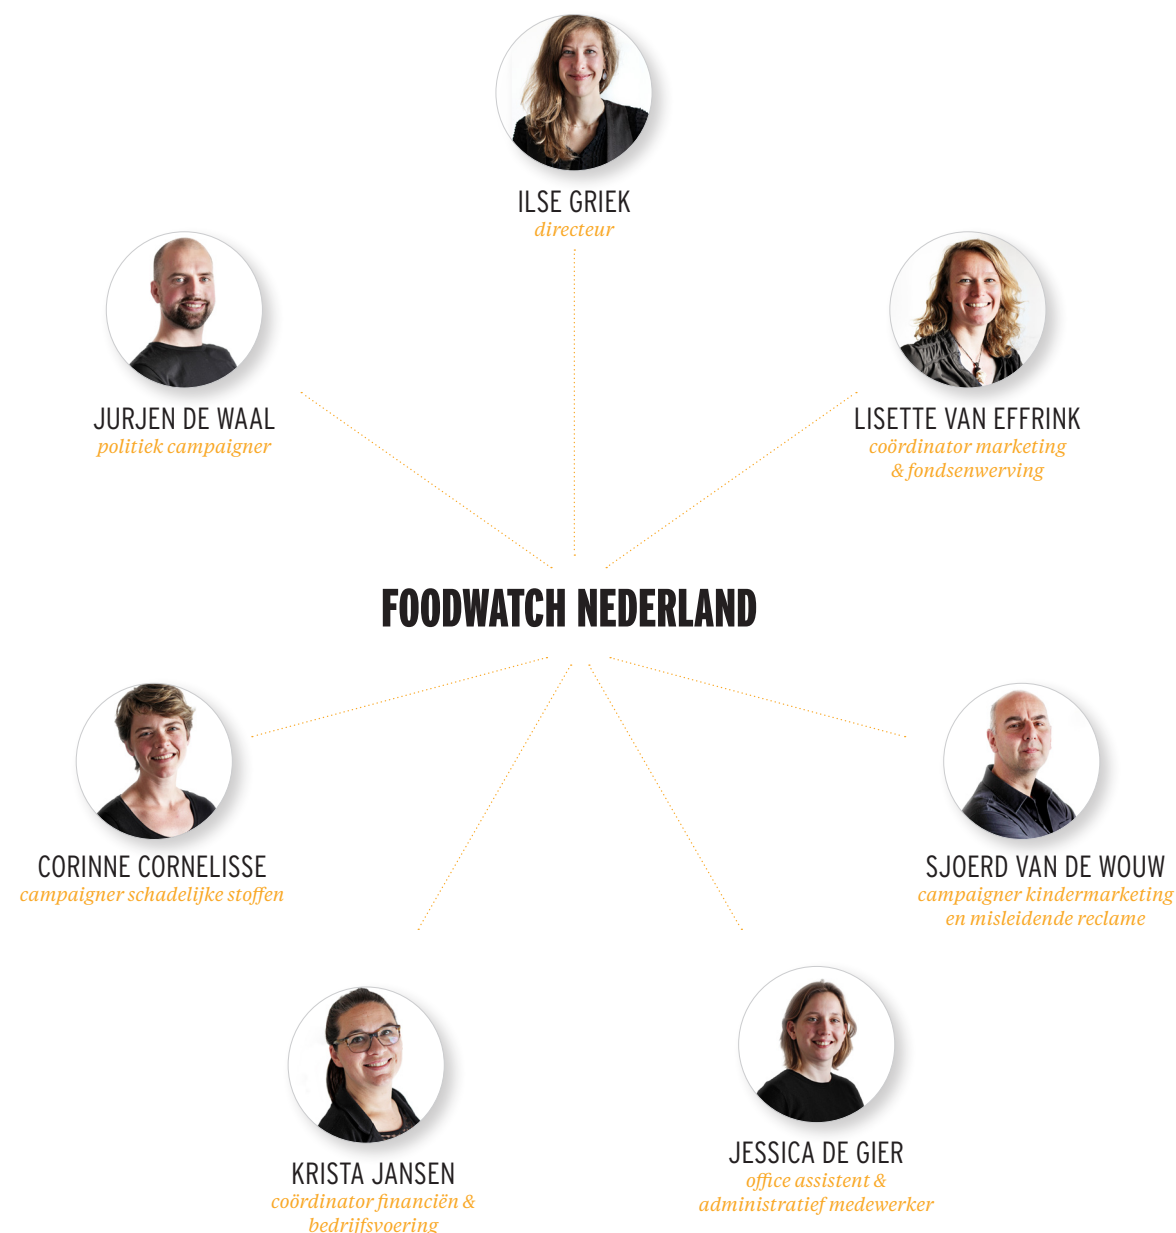 ILSE GRIEK
directeur
JURJEN DE WAAL
politiek campaigner
LISETTE VAN EFFRINK
coördinator marketing
& fondsenwerving
FOODWATCH NEDERLAND
CORINNE CORNELISSE
campaigner schadelijke stoffen
SJOERD VAN DE WOUW
campaigner kindermarketing
en misleidende reclame
KRISTA JANSEN
coördinator financiën &
bedrijfsvoering
JESSICA DE GIER
office assistent &
administratief medewerker